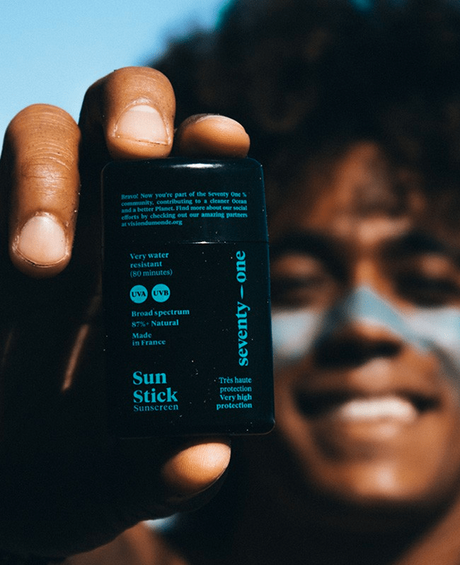 Bravo! Now you're part of the Seventy One %
community, contributing to a cleaner Ocean
and a better Planet. Find more about our social
efforts by checking out our amazing partners
at visiondumonde.org
Very water
resistant
(80 minutes)
UVA UVB
Broad spectrum
87%+ Natural
Made
in France
seventy – one
Sun
Stick
Sunscreen
Très haute
protection
Very high
protection